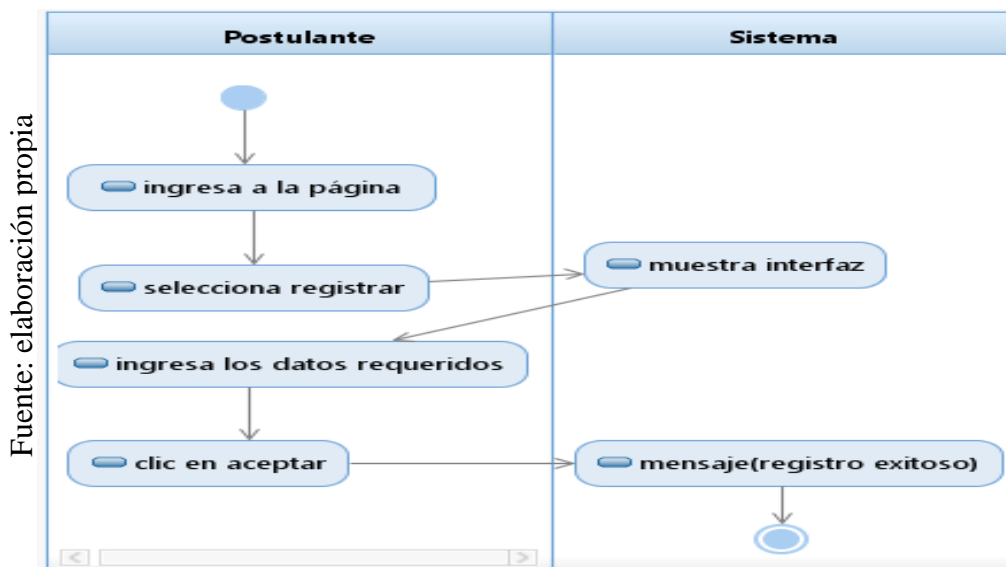 Fuente: elaboración propia
Postulante
Sistema
ingresa a la página
selecciona registrar
muestra interfaz
ingresa los datos requeridos
clic en aceptar
mensaje(registro exitoso)